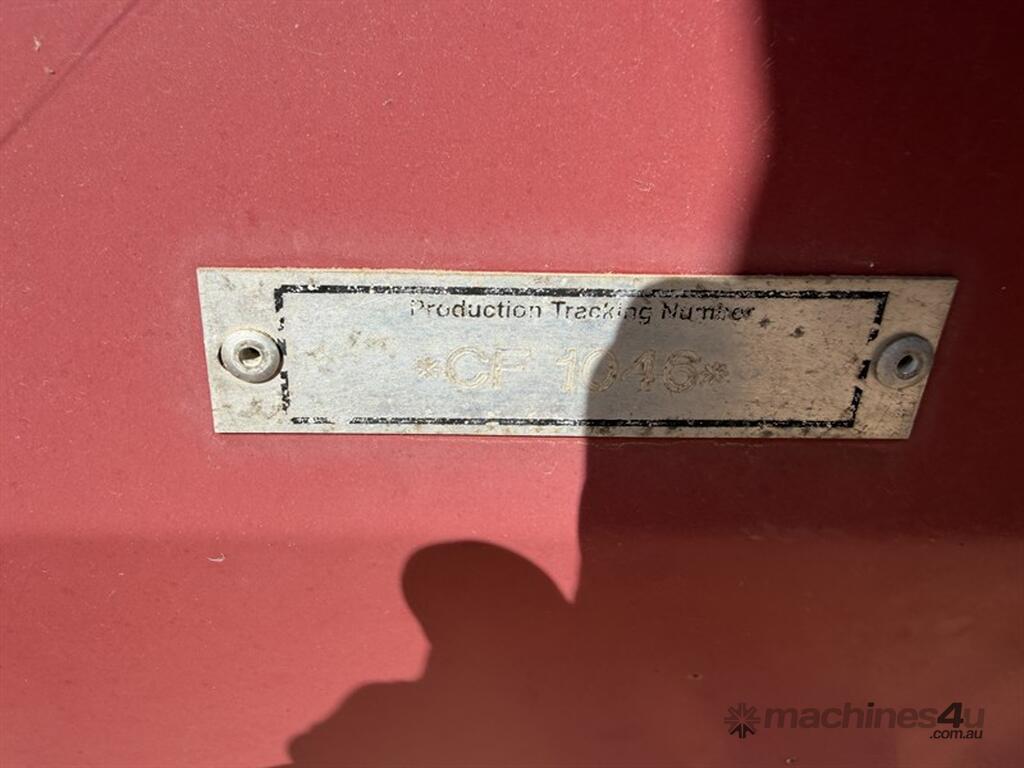 Production Tracking Number
*CF 1046*
machines4u
.com.au